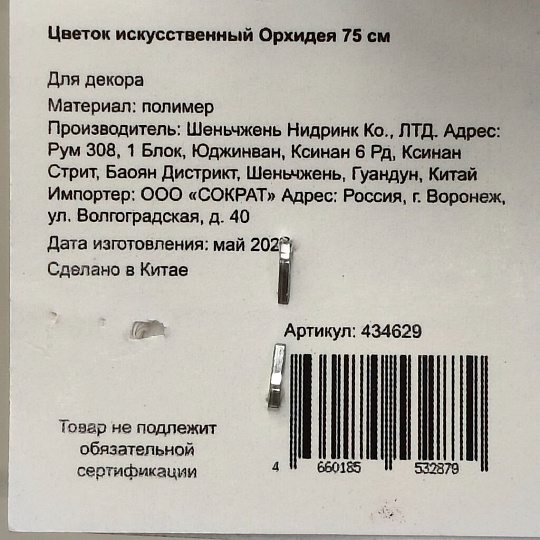 Цветок искусственный Орхидея 75 см
Для декора
Материал: полимер
Производитель: Шеньчжень Нидринк Ко., ЛТД. Адрес:
Рум 308, 1 Блок, Юджинван, Ксинан 6 Рд, Ксинан
Стрит, Баоян Дистрикт, Шеньчжень, Гуандун, Китай
Импортер: ООО «СОКРАТ» Адрес: Россия, г. Воронеж,
ул. Волгоградская, д. 40
Дата изготовления: май
Сделано в Китае
Артикул: 434629
Товар не подлежит
обязательной
сертификации
4 660185 532879